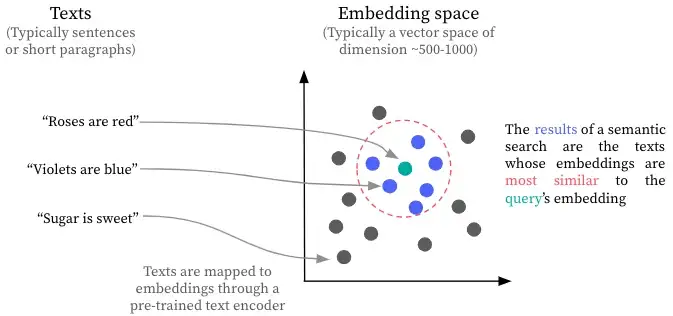 Texts
(Typically sentences
or short paragraphs)
Embedding space
(Typically a vector space of
dimension ~500-1000)
“Roses are red”
“Violets are blue”
“Sugar is sweet”
Texts are mapped to
embeddings through a
pre-trained text encoder
The results of a semantic
search are the texts
whose embeddings are
most similar to the
query’s embedding